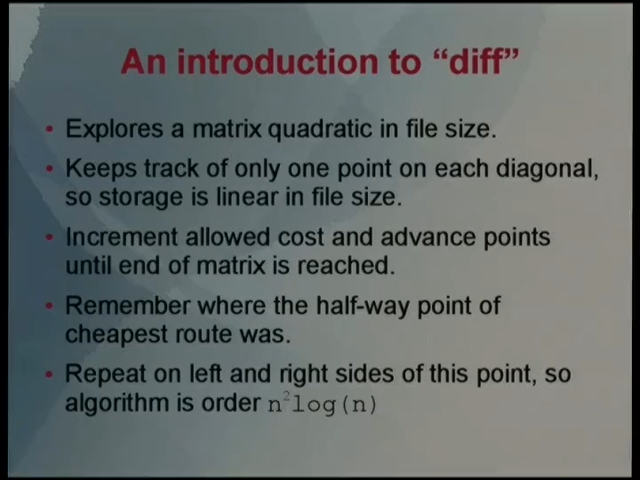 An introduction to “diff”
• Explores a matrix quadratic in file size.
• Keeps track of only one point on each diagonal,
so storage is linear in file size.
• Increment allowed cost and advance points
until end of matrix is reached.
• Remember where the half-way point of
cheapest route was.
• Repeat on left and right sides of this point, so
algorithm is order n²log(n)